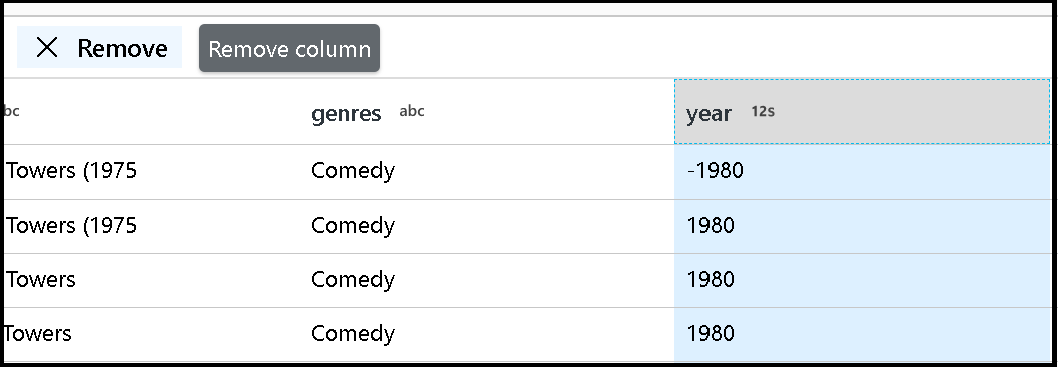 Remove Remove column
bc genres abc year 12s
Towers (1975 Comedy -1980
Towers (1975 Comedy 1980
Towers Comedy 1980
Towers Comedy 1980